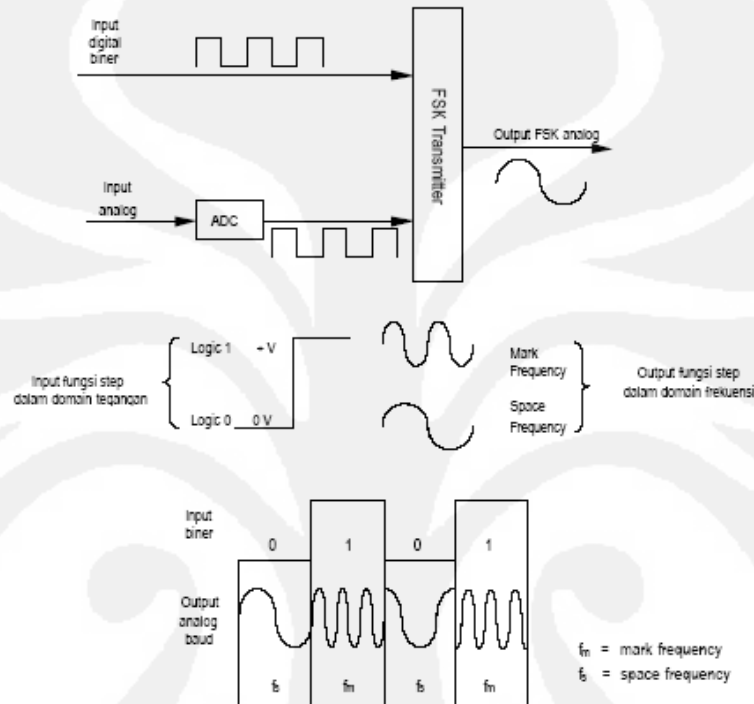 Input
digital
biner
FSK Transmitter
Output FSK analog
Input
analog
ADC
Input fungsi step
dalam domain tegangan
Logic 1 + V
Logic 0 0 V
Mark
Frequency
Space
Frequency
Output fungsi step
dalam domain frekuensi
Input
biner
0 1 0 1
Output
analog
baud
fs fm fs fm
fm = mark frequency
fs = space frequency